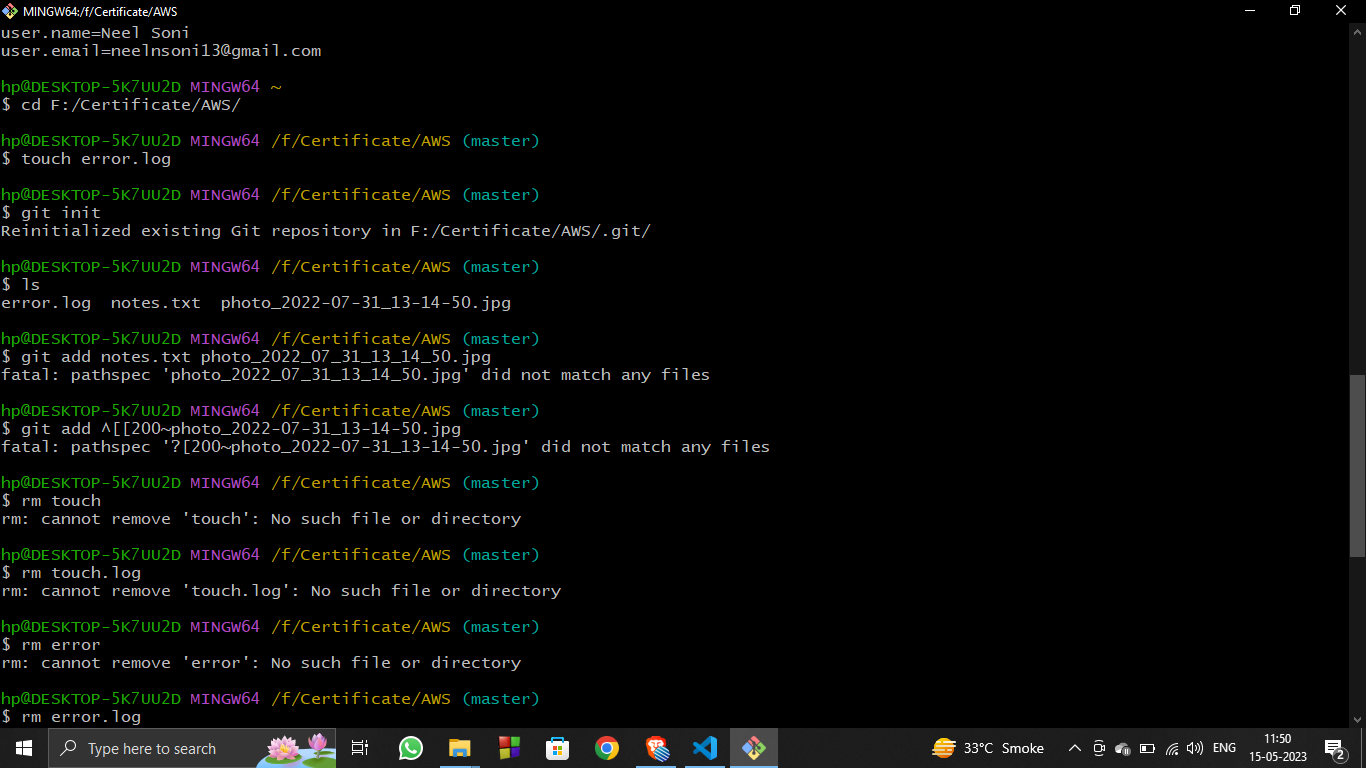 MINGW64:/f/Certificate/AWS
user.name=Neel Soni
user.email=neelnsoni13@gmail.com
hp@DESKTOP-5K7UU2D MINGW64 ~
$ cd F:/Certificate/AWS/
hp@DESKTOP-5K7UU2D MINGW64 /f/Certificate/AWS (master)
$ touch error.log
hp@DESKTOP-5K7UU2D MINGW64 /f/Certificate/AWS (master)
$ git init
Reinitialized existing Git repository in F:/Certificate/AWS/.git/
hp@DESKTOP-5K7UU2D MINGW64 /f/Certificate/AWS (master)
$ ls
error.log  notes.txt  photo_2022-07-31_13-14-50.jpg
hp@DESKTOP-5K7UU2D MINGW64 /f/Certificate/AWS (master)
$ git add notes.txt photo_2022_07_31_13_14_50.jpg
fatal: pathspec 'photo_2022_07_31_13_14_50.jpg' did not match any files
hp@DESKTOP-5K7UU2D MINGW64 /f/Certificate/AWS (master)
$ git add ^[[200~photo_2022-07-31_13-14-50.jpg
fatal: pathspec '?[200~photo_2022-07-31_13-14-50.jpg' did not match any files
hp@DESKTOP-5K7UU2D MINGW64 /f/Certificate/AWS (master)
$ rm touch
rm: cannot remove 'touch': No such file or directory
hp@DESKTOP-5K7UU2D MINGW64 /f/Certificate/AWS (master)
$ rm touch.log
rm: cannot remove 'touch.log': No such file or directory
hp@DESKTOP-5K7UU2D MINGW64 /f/Certificate/AWS (master)
$ rm error
rm: cannot remove 'error': No such file or directory
hp@DESKTOP-5K7UU2D MINGW64 /f/Certificate/AWS (master)
$ rm error.log
Type here to search
33°C Smoke
ENG
11:50
15-05-2023
2